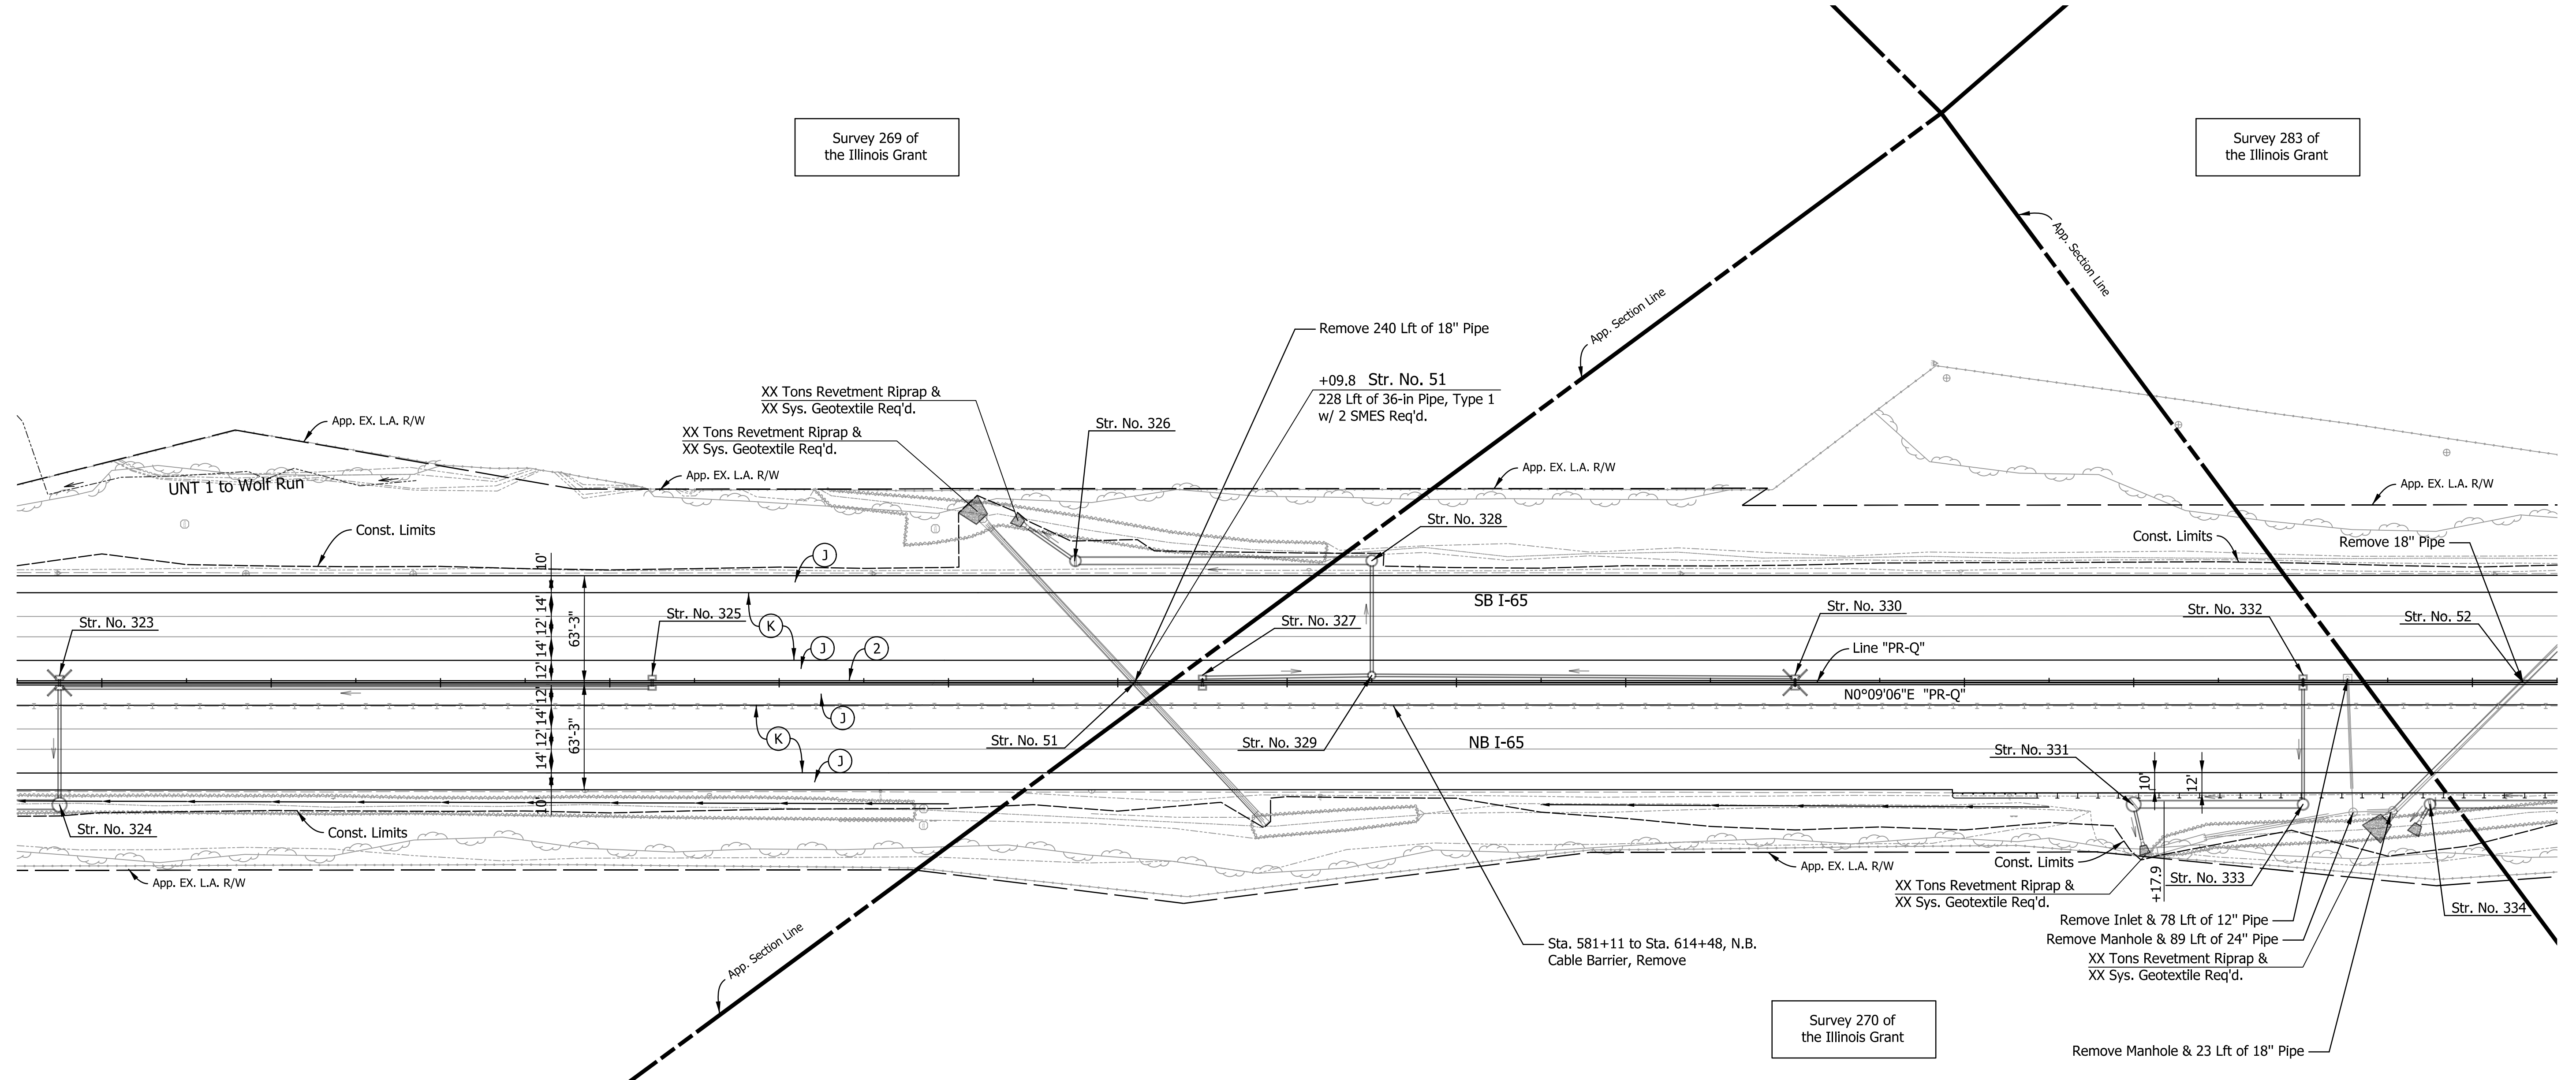 Survey 269 of
the Illinois Grant
Survey 283 of
the Illinois Grant
App. Section Line
App. Section Line
Remove 240 Lft of 18" Pipe
+09.8 Str. No. 51
228 Lft of 36-in Pipe, Type 1
w/ 2 SMES Req'd.
XX Tons Revetment Riprap &
XX Sys. Geotextile Req'd.
XX Tons Revetment Riprap &
XX Sys. Geotextile Req'd.
Str. No. 326
App. EX. L.A. R/W
App. EX. L.A. R/W
App. EX. L.A. R/W
App. EX. L.A. R/W
UNT 1 to Wolf Run
Const. Limits
Str. No. 328
Const. Limits
Remove 18" Pipe
J
10'
14'
12'
14'
12'
63'-3"
SB I-65
Str. No. 323
Str. No. 325
K
J
2
Str. No. 327
Str. No. 330
Str. No. 332
Str. No. 52
Line "PR-Q"
N0°09'06"E "PR-Q"
12'
14'
12'
14'
10'
63'-3"
J
K
J
Str. No. 51
Str. No. 329
NB I-65
Str. No. 331
10'
12'
Str. No. 324
Const. Limits
App. EX. L.A. R/W
App. EX. L.A. R/W
Const. Limits
+17.9
Str. No. 333
XX Tons Revetment Riprap &
XX Sys. Geotextile Req'd.
Str. No. 334
Remove Inlet & 78 Lft of 12" Pipe
Remove Manhole & 89 Lft of 24" Pipe
XX Tons Revetment Riprap &
XX Sys. Geotextile Req'd.
Sta. 581+11 to Sta. 614+48, N.B.
Cable Barrier, Remove
App. Section Line
Survey 270 of
the Illinois Grant
Remove Manhole & 23 Lft of 18" Pipe